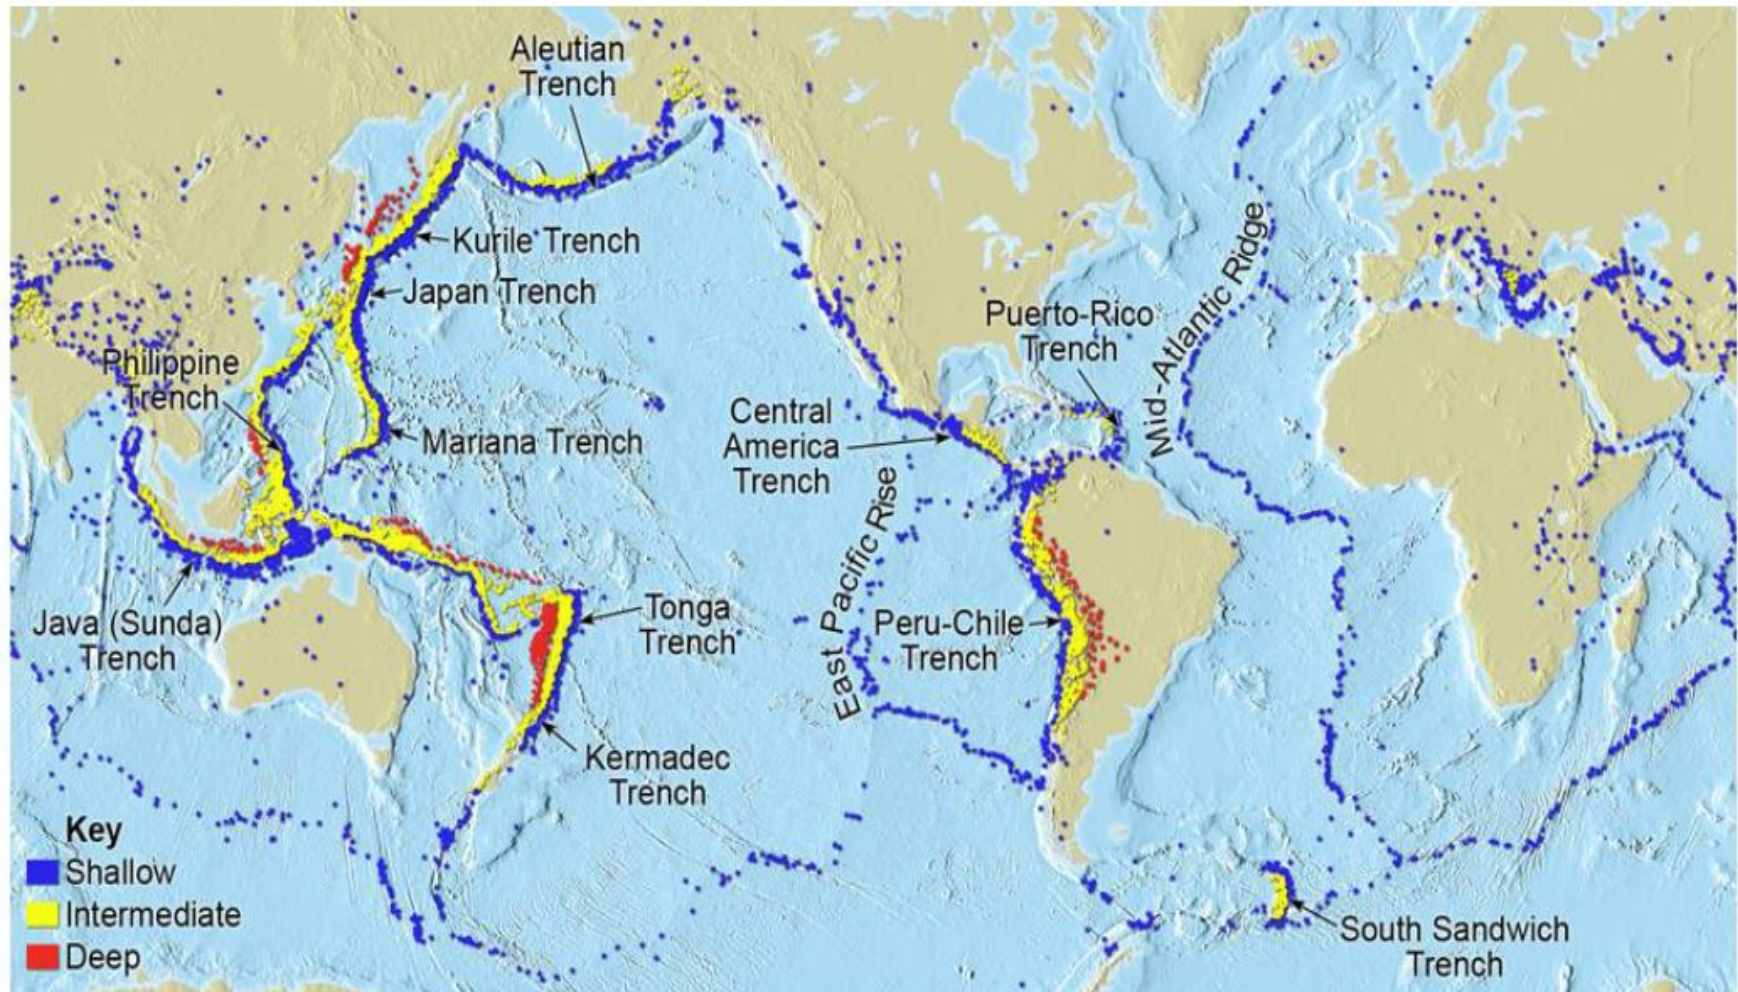 Aleutian
Trench
Kurile Trench
Japan Trench
Philippine
Trench
Mariana Trench
Puerto-Rico
Trench
Mid-Atlantic Ridge
Central
America
Trench
East Pacific Rise
Java (Sunda)
Trench
Tonga
Trench
Peru-Chile
Trench
Kermadec
Trench
South Sandwich
Trench
Key
Shallow
Intermediate
Deep